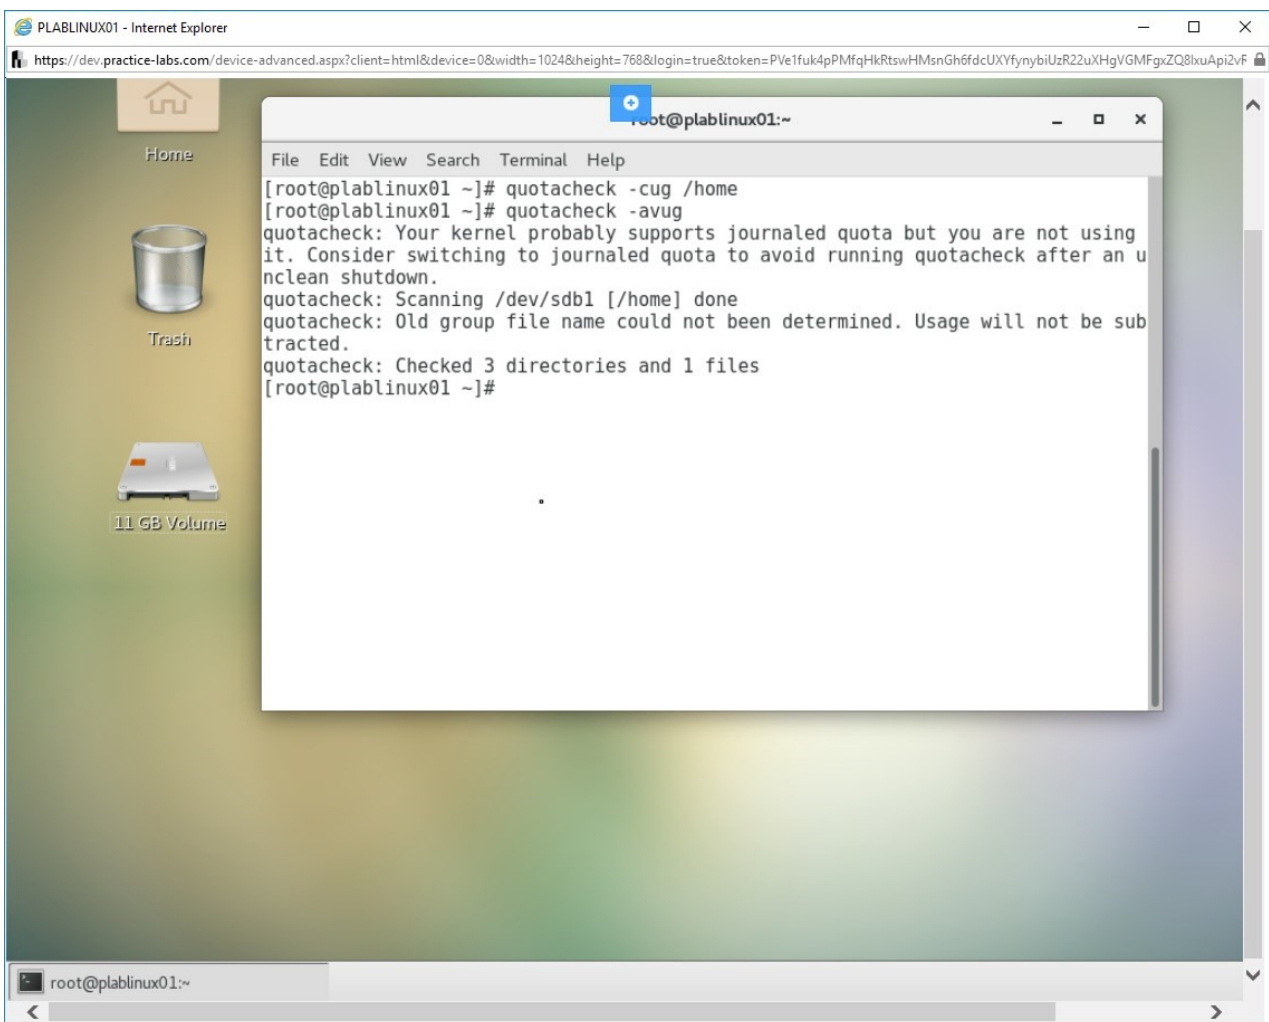 PLABLINUX01 - Internet Explorer
https://dev.practice-labs.com/device-advanced.aspx?client=html&device=0&width=1024&height=768&login=true&token=PVe1fuk4pPMfqHkRtswHMsnGh6fdcUXYfynybiUzR22uXHgVGMFgxZQ8lxuApi2vF
Home
Trash
11 GB Volume
root@plablinux01:~
File Edit View Search Terminal Help
[root@plablinux01 ~]# quotacheck -cug /home
[root@plablinux01 ~]# quotacheck -avug
quotacheck: Your kernel probably supports journaled quota but you are not using
it. Consider switching to journaled quota to avoid running quotacheck after an u
nclean shutdown.
quotacheck: Scanning /dev/sdb1 [/home] done
quotacheck: Old group file name could not been determined. Usage will not be sub
tracted.
quotacheck: Checked 3 directories and 1 files
[root@plablinux01 ~]#
root@plablinux01:~